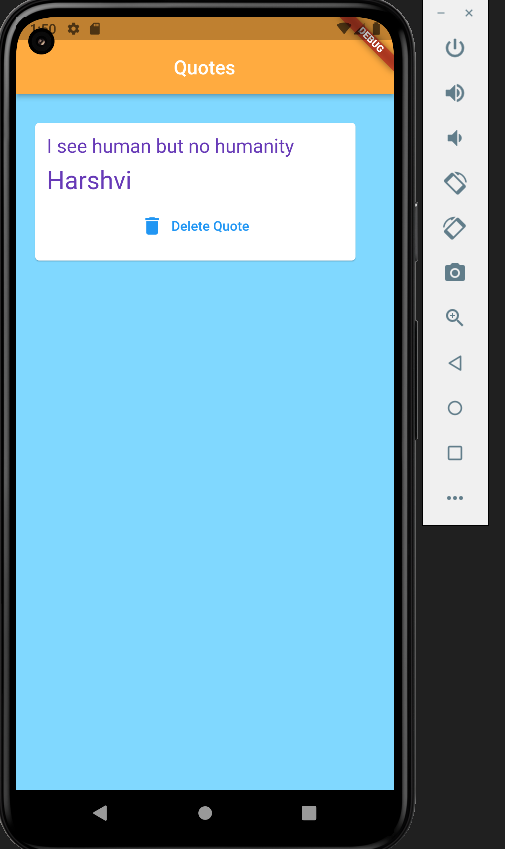 1:50
DEBUG
Quotes
I see human but no humanity
Harshvi
Delete Quote